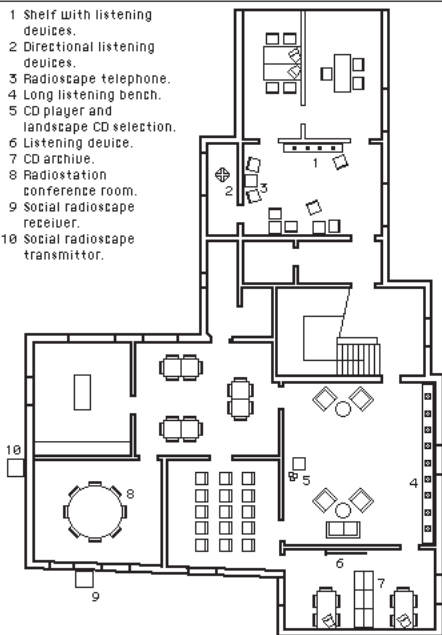 1 Shelf with listening
devices.
2 Directional listening
devices.
3 Radioscape telephone.
4 Long listening bench.
5 CD player and
landscape CD selection.
6 Listening device.
7 CD archive.
8 Radiostation
conference room.
9 Social radioscape
receiver.
10 Social radioscape
transmittor.
1
2
3
10
8
5
4
6
7
9